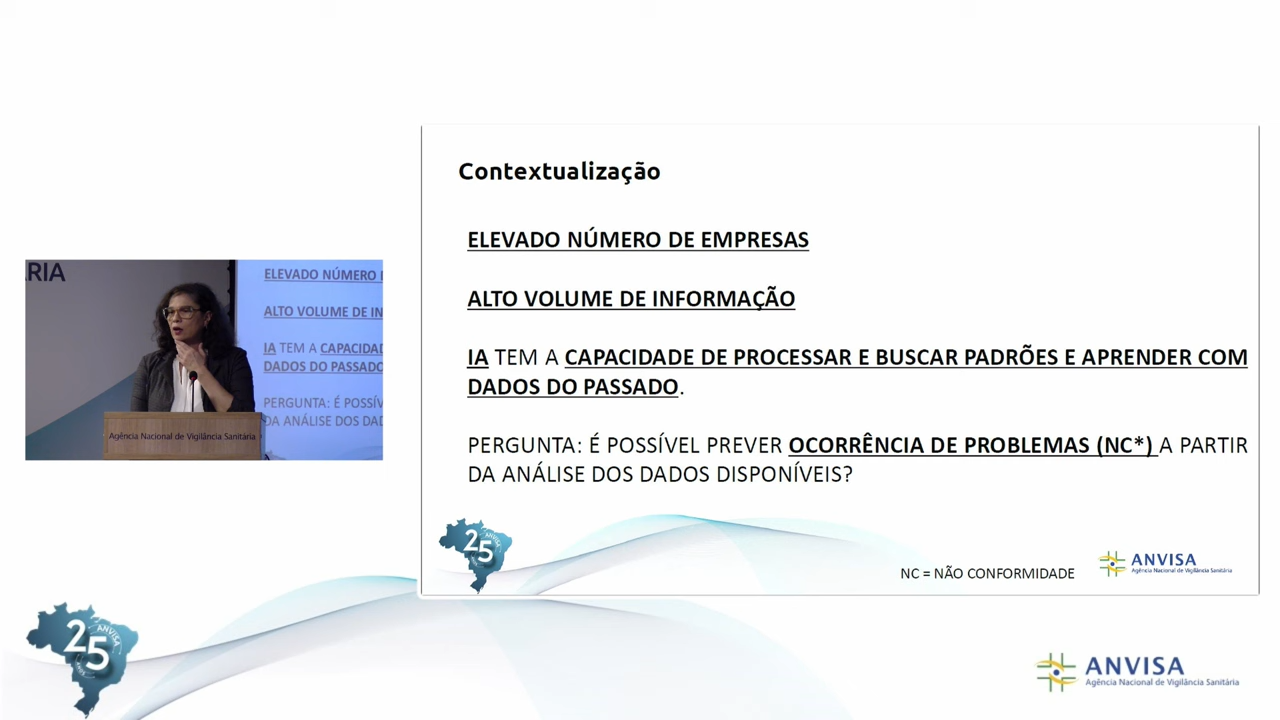 Contextualização
ELEVADO NÚMERO DE EMPRESAS
ALTO VOLUME DE INFORMAÇÃO
IA TEM A CAPACIDADE DE PROCESSAR E BUSCAR PADRÕES E APRENDER COM
DADOS DO PASSADO.
PERGUNTA: É POSSÍVEL PREVER OCORRÊNCIA DE PROBLEMAS (NC*) A PARTIR
DA ANÁLISE DOS DADOS DISPONÍVEIS?
25
ANVISA
NC = NÃO CONFORMIDADE
ANVISA
Agência Nacional de Vigilância Sanitária
ÁRIA
ELEVADO NÚMERO
ALTO VOLUME DE IN
IA TEM A CAPACIDAD
DADOS DO PASSADO
PERGUNTA: É POSSÍV
DA ANÁLISE DOS DAD
Agência Nacional de Vigilância Sanitária
25
ANVISA
ANOS
ANVISA
Agência Nacional de Vigilância Sanitária